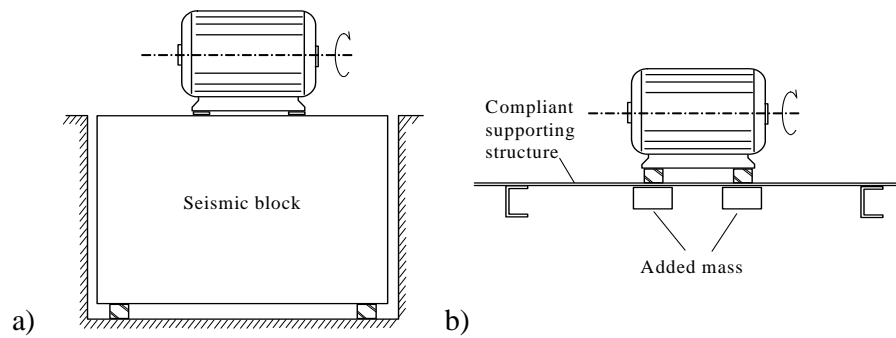 Seismic block
a)
Compliant
supporting
structure
Added mass
b)